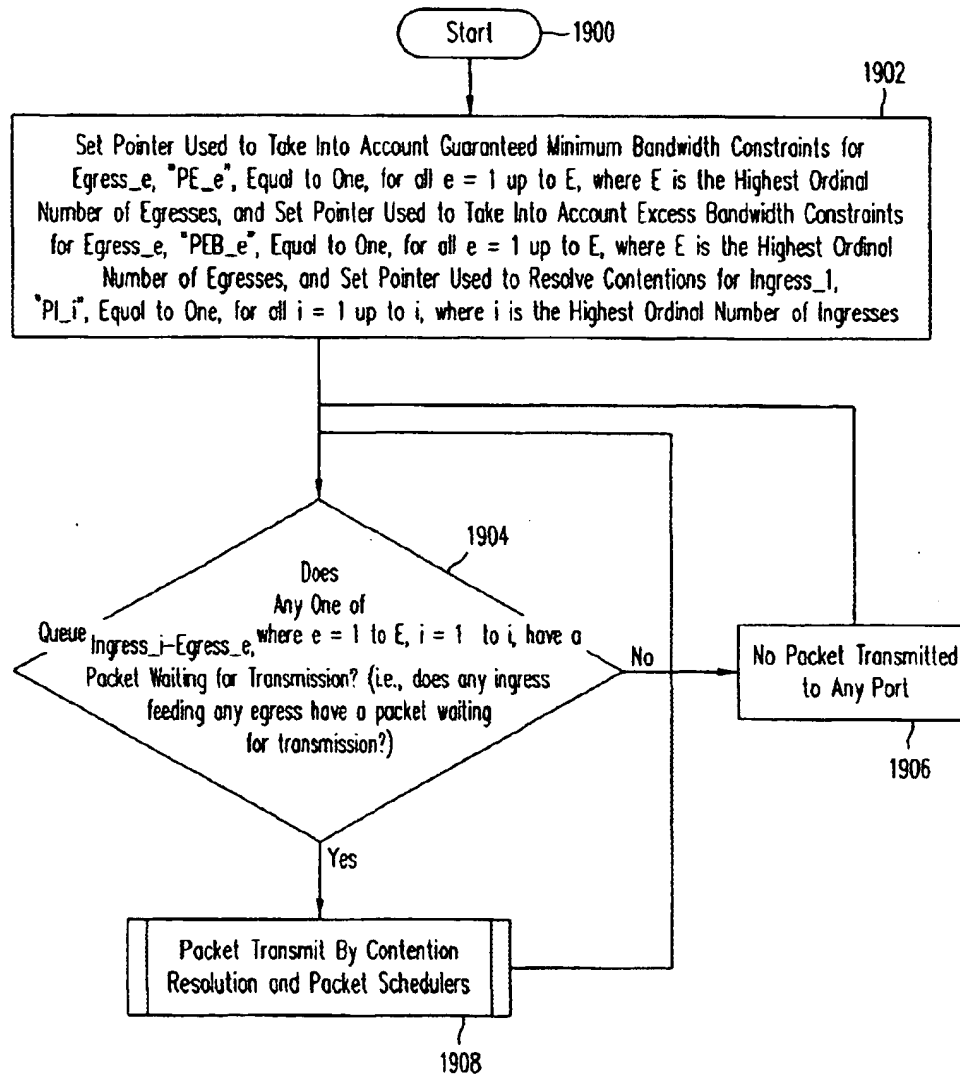 Start
1900
1902
Set Pointer Used to Take Into Account Guaranteed Minimum Bandwidth Constraints for
Egress_e, "PE_e", Equal to One, for all e = 1 up to E, where E is the Highest Ordinal
Number of Egresses, and Set Pointer Used to Take Into Account Excess Bandwidth Constraints
for Egress_e, "PEB_e", Equal to One, for all e = 1 up to E, where E is the Highest Ordinal
Number of Egresses, and Set Pointer Used to Resolve Contentions for Ingress_1,
"PI_i", Equal to One, for all i = 1 up to i, where i is the Highest Ordinal Number of Ingresses
1904
Does
Any One of
Queue Ingress_i-Egress_e, where e = 1 to E, i = 1 to i, have a
Packet Waiting for Transmission? (i.e., does any ingress
feeding any egress have a packet waiting
for transmission?)
No
No Packet Transmitted
to Any Port
1906
Yes
Packet Transmit By Contention
Resolution and Packet Schedulers
1908